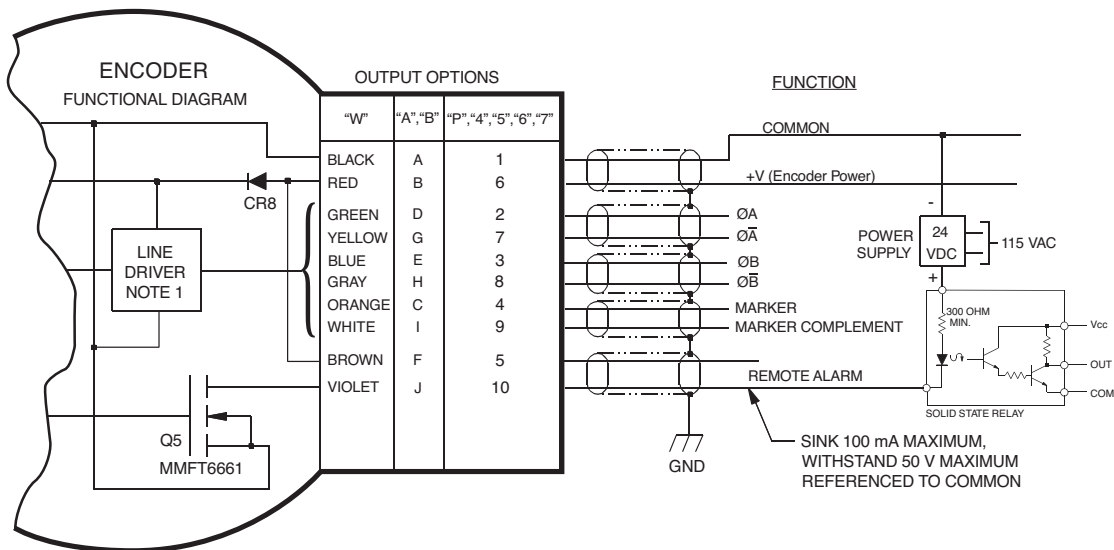 ENCODER
FUNCTIONAL DIAGRAM
CR8
LINE
DRIVER
NOTE 1
Q5
MMFT6661
OUTPUT OPTIONS
“W” “A”,“B” “P”,“4”,“5”,“6”,“7”
BLACK A 1
RED B 6
GREEN D 2
YELLOW G 7
BLUE E 3
GRAY H 8
ORANGE C 4
WHITE I 9
BROWN F 5
VIOLET J 10
FUNCTION
COMMON
+V (Encoder Power)
ØA
ØA̅
ØB
ØB̅
MARKER
MARKER COMPLEMENT
REMOTE ALARM
GND
SINK 100 mA MAXIMUM,
WITHSTAND 50 V MAXIMUM
REFERENCED TO COMMON
-
POWER
SUPPLY
24
VDC
115 VAC
+
300 OHM
MIN.
Vcc
OUT
COM
SOLID STATE RELAY